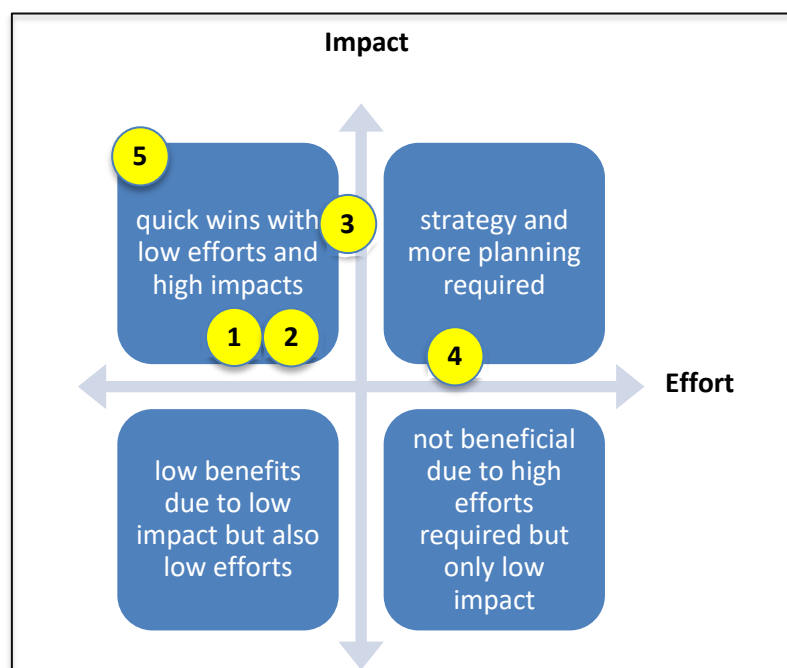 Impact
5
quick wins with
low efforts and
high impacts
3
strategy and
more planning
required
1
2
4
Effort
low benefits
due to low
impact but also
low efforts
not beneficial
due to high
efforts
required but
only low
impact